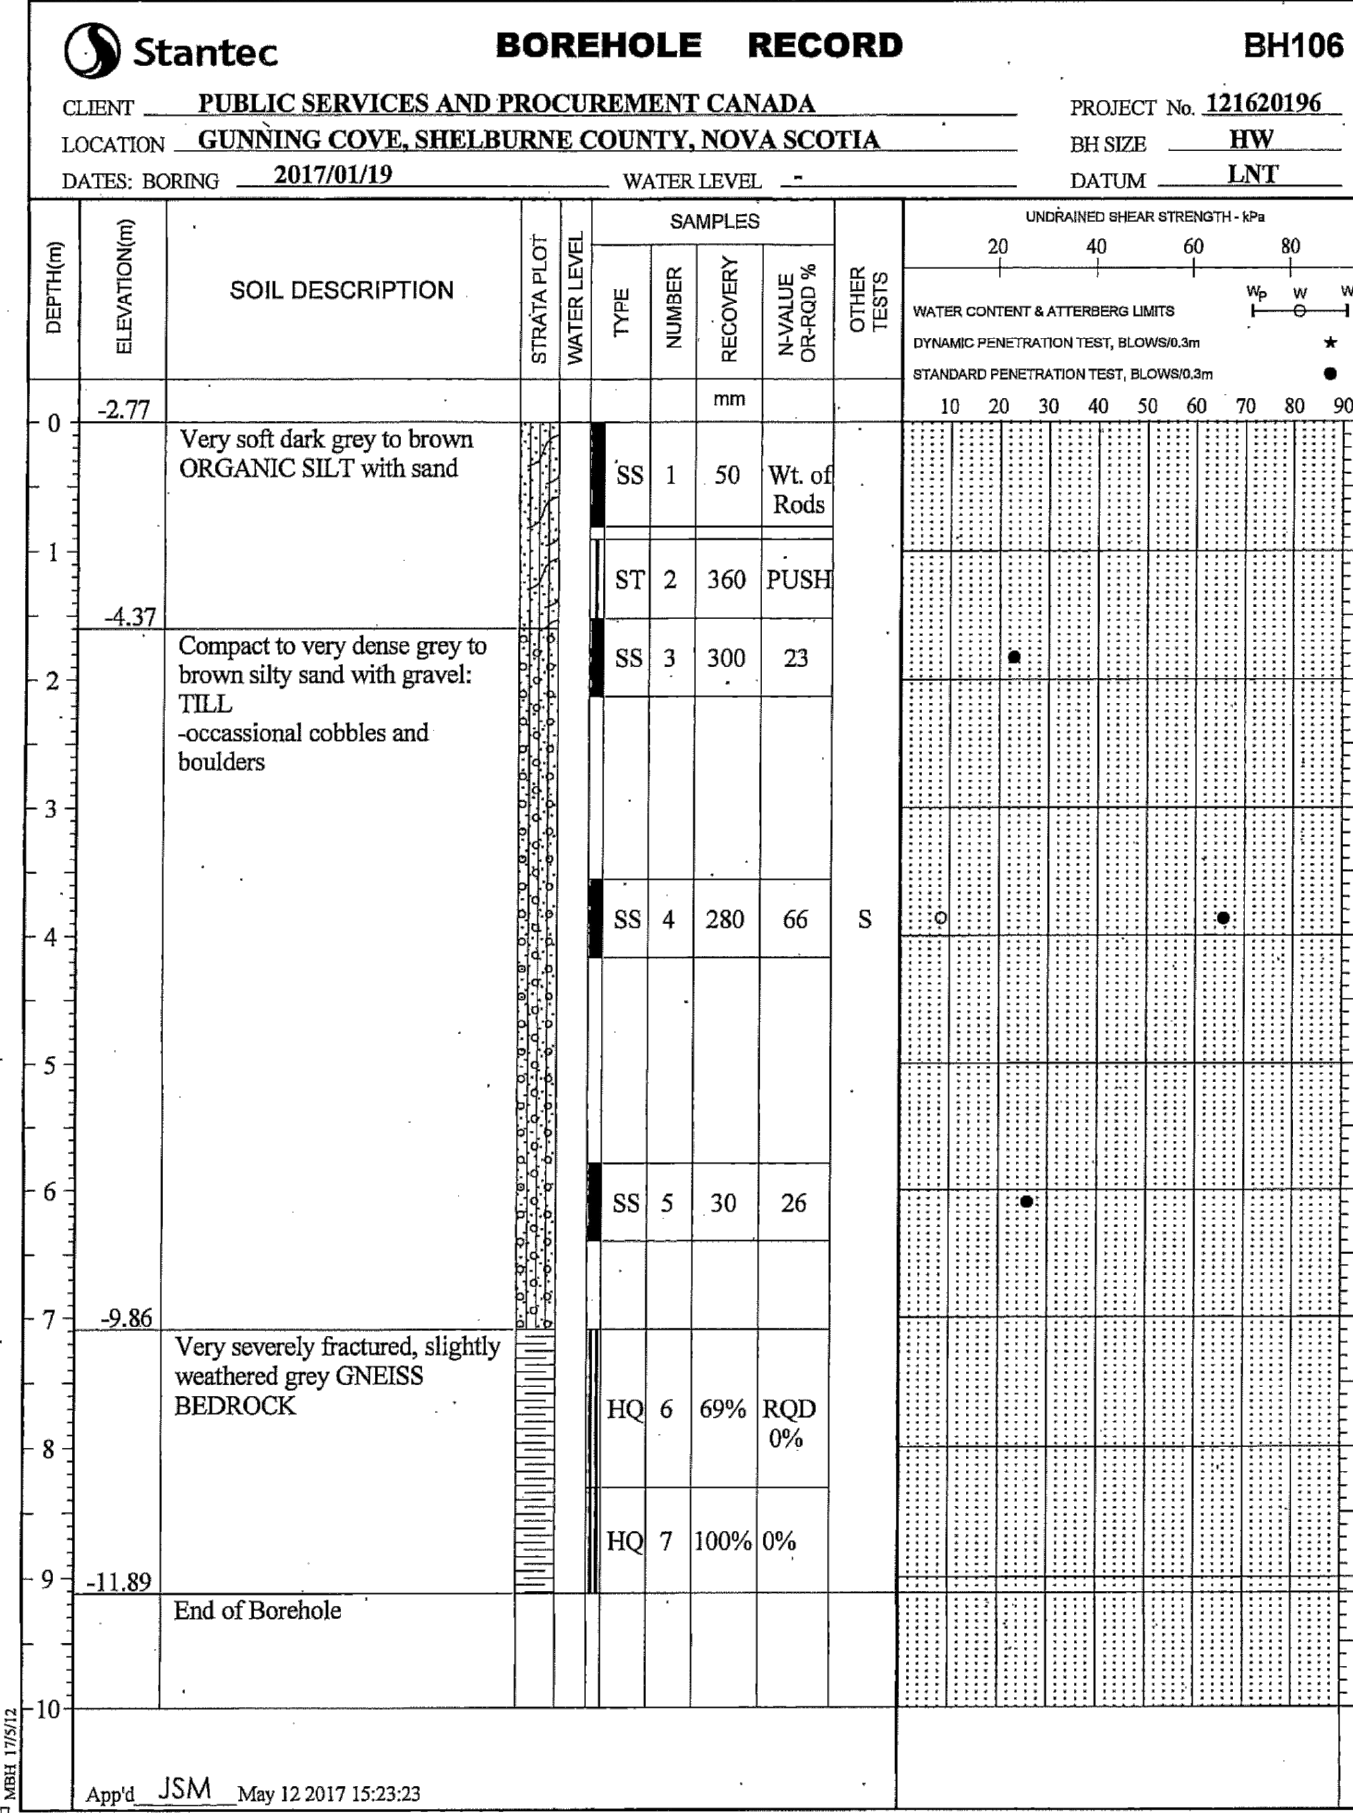 Stantec
BOREHOLE RECORD
BH106
CLIENT PUBLIC SERVICES AND PROCUREMENT CANADA
PROJECT No. 121620196
LOCATION GUNNING COVE, SHELBURNE COUNTY, NOVA SCOTIA
BH SIZE HW
DATES: BORING 2017/01/19 WATER LEVEL -
DATUM LNT
DEPTH(m)
ELEVATION(m)
SOIL DESCRIPTION
STRATA PLOT
WATER LEVEL
SAMPLES
TYPE
NUMBER
RECOVERY
N-VALUE
OR-RQD %
OTHER
TESTS
UNDRAINED SHEAR STRENGTH - kPa
20 40 60 80
WP W W
WATER CONTENT & ATTERBERG LIMITS
DYNAMIC PENETRATION TEST, BLOWS/0.3m ★
STANDARD PENETRATION TEST, BLOWS/0.3m ●
mm
10 20 30 40 50 60 70 80 90
0
-2.77
Very soft dark grey to brown
ORGANIC SILT with sand
SS 1 50 Wt. of
Rods
1
ST 2 360 PUSH
-4.37
Compact to very dense grey to
brown silty sand with gravel:
TILL
-occassional cobbles and
boulders
SS 3 300 23
2
3
SS 4 280 66 S
4
5
6
SS 5 30 26
7
-9.86
Very severely fractured, slightly
weathered grey GNEISS
BEDROCK
HQ 6 69% RQD
0%
8
HQ 7 100% 0%
9
-11.89
End of Borehole
10
MBH 17/5/12
App'd JSM May 12 2017 15:23:23